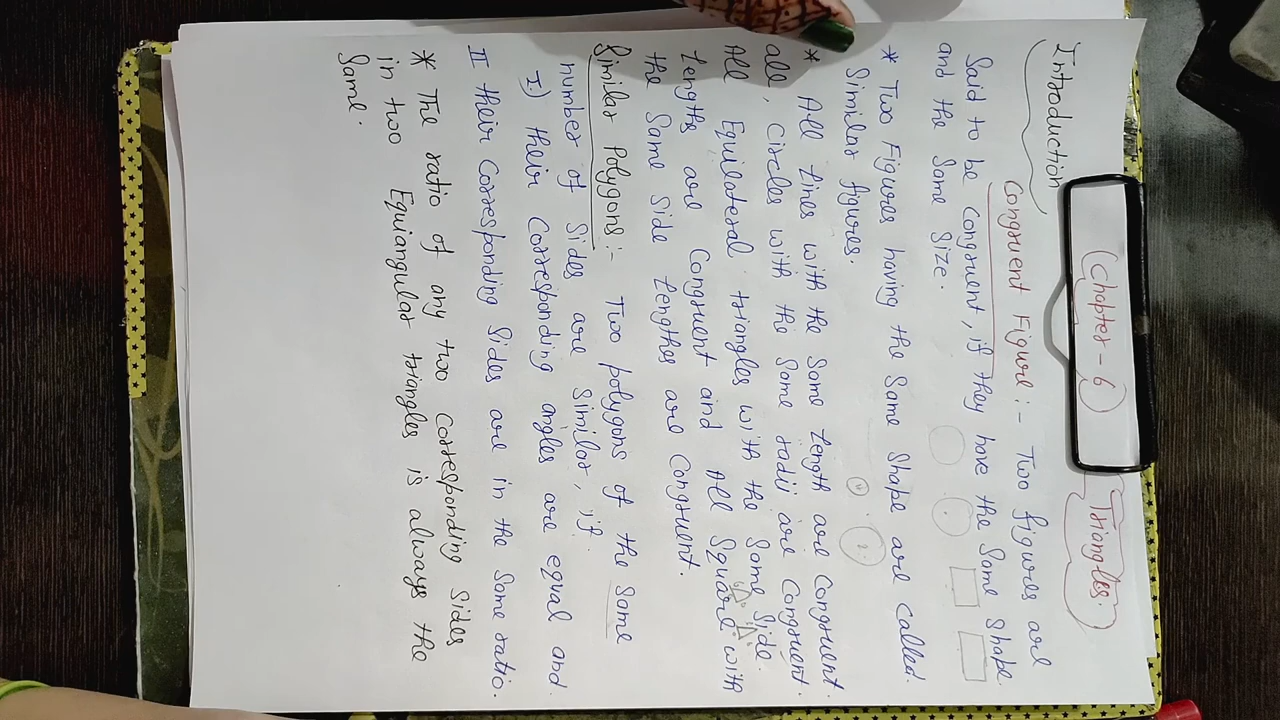 (Chapter - 6) Triangles.
Introduction
Congruent Figure :- Two figures are
Said to be Congruent, if they have the Same Shape
and the Same Size.
* Two Figures having the Same Shape are called
Similar figures.
* All Lines with the Same Length are Congruent.
all, Circles with the Same radii are Congruent.
All Equilateral triangles with the Same Side
Lengths are Congruent and All Square with
the Same Side Lengthes are Congruent.
Similar Polygons :- Two polygons of the Same
number of Sides are Similar, if
I) their Corresponding angles are equal and
II their Corresponding Sides are in the Same ratio.
* The ratio of any two Corresponding Sides
in two Equiangular triangles is always the
Same.